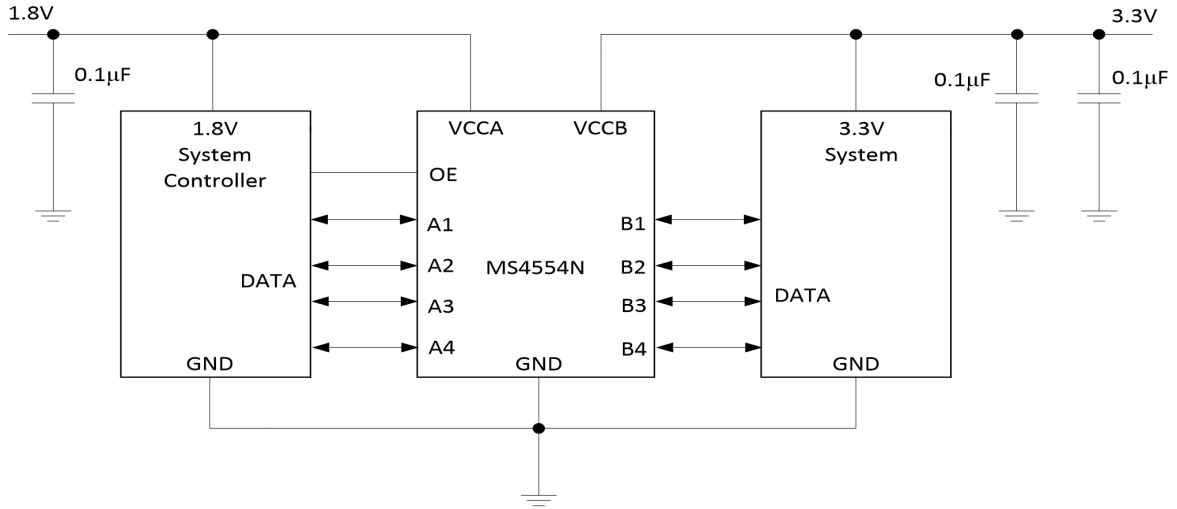 1.8V
3.3V
0.1μF
0.1μF
0.1μF
1.8V
System
Controller
DATA
GND
VCCA
VCCB
OE
A1
A2
A3
A4
MS4554N
B1
B2
B3
B4
GND
3.3V
System
DATA
GND